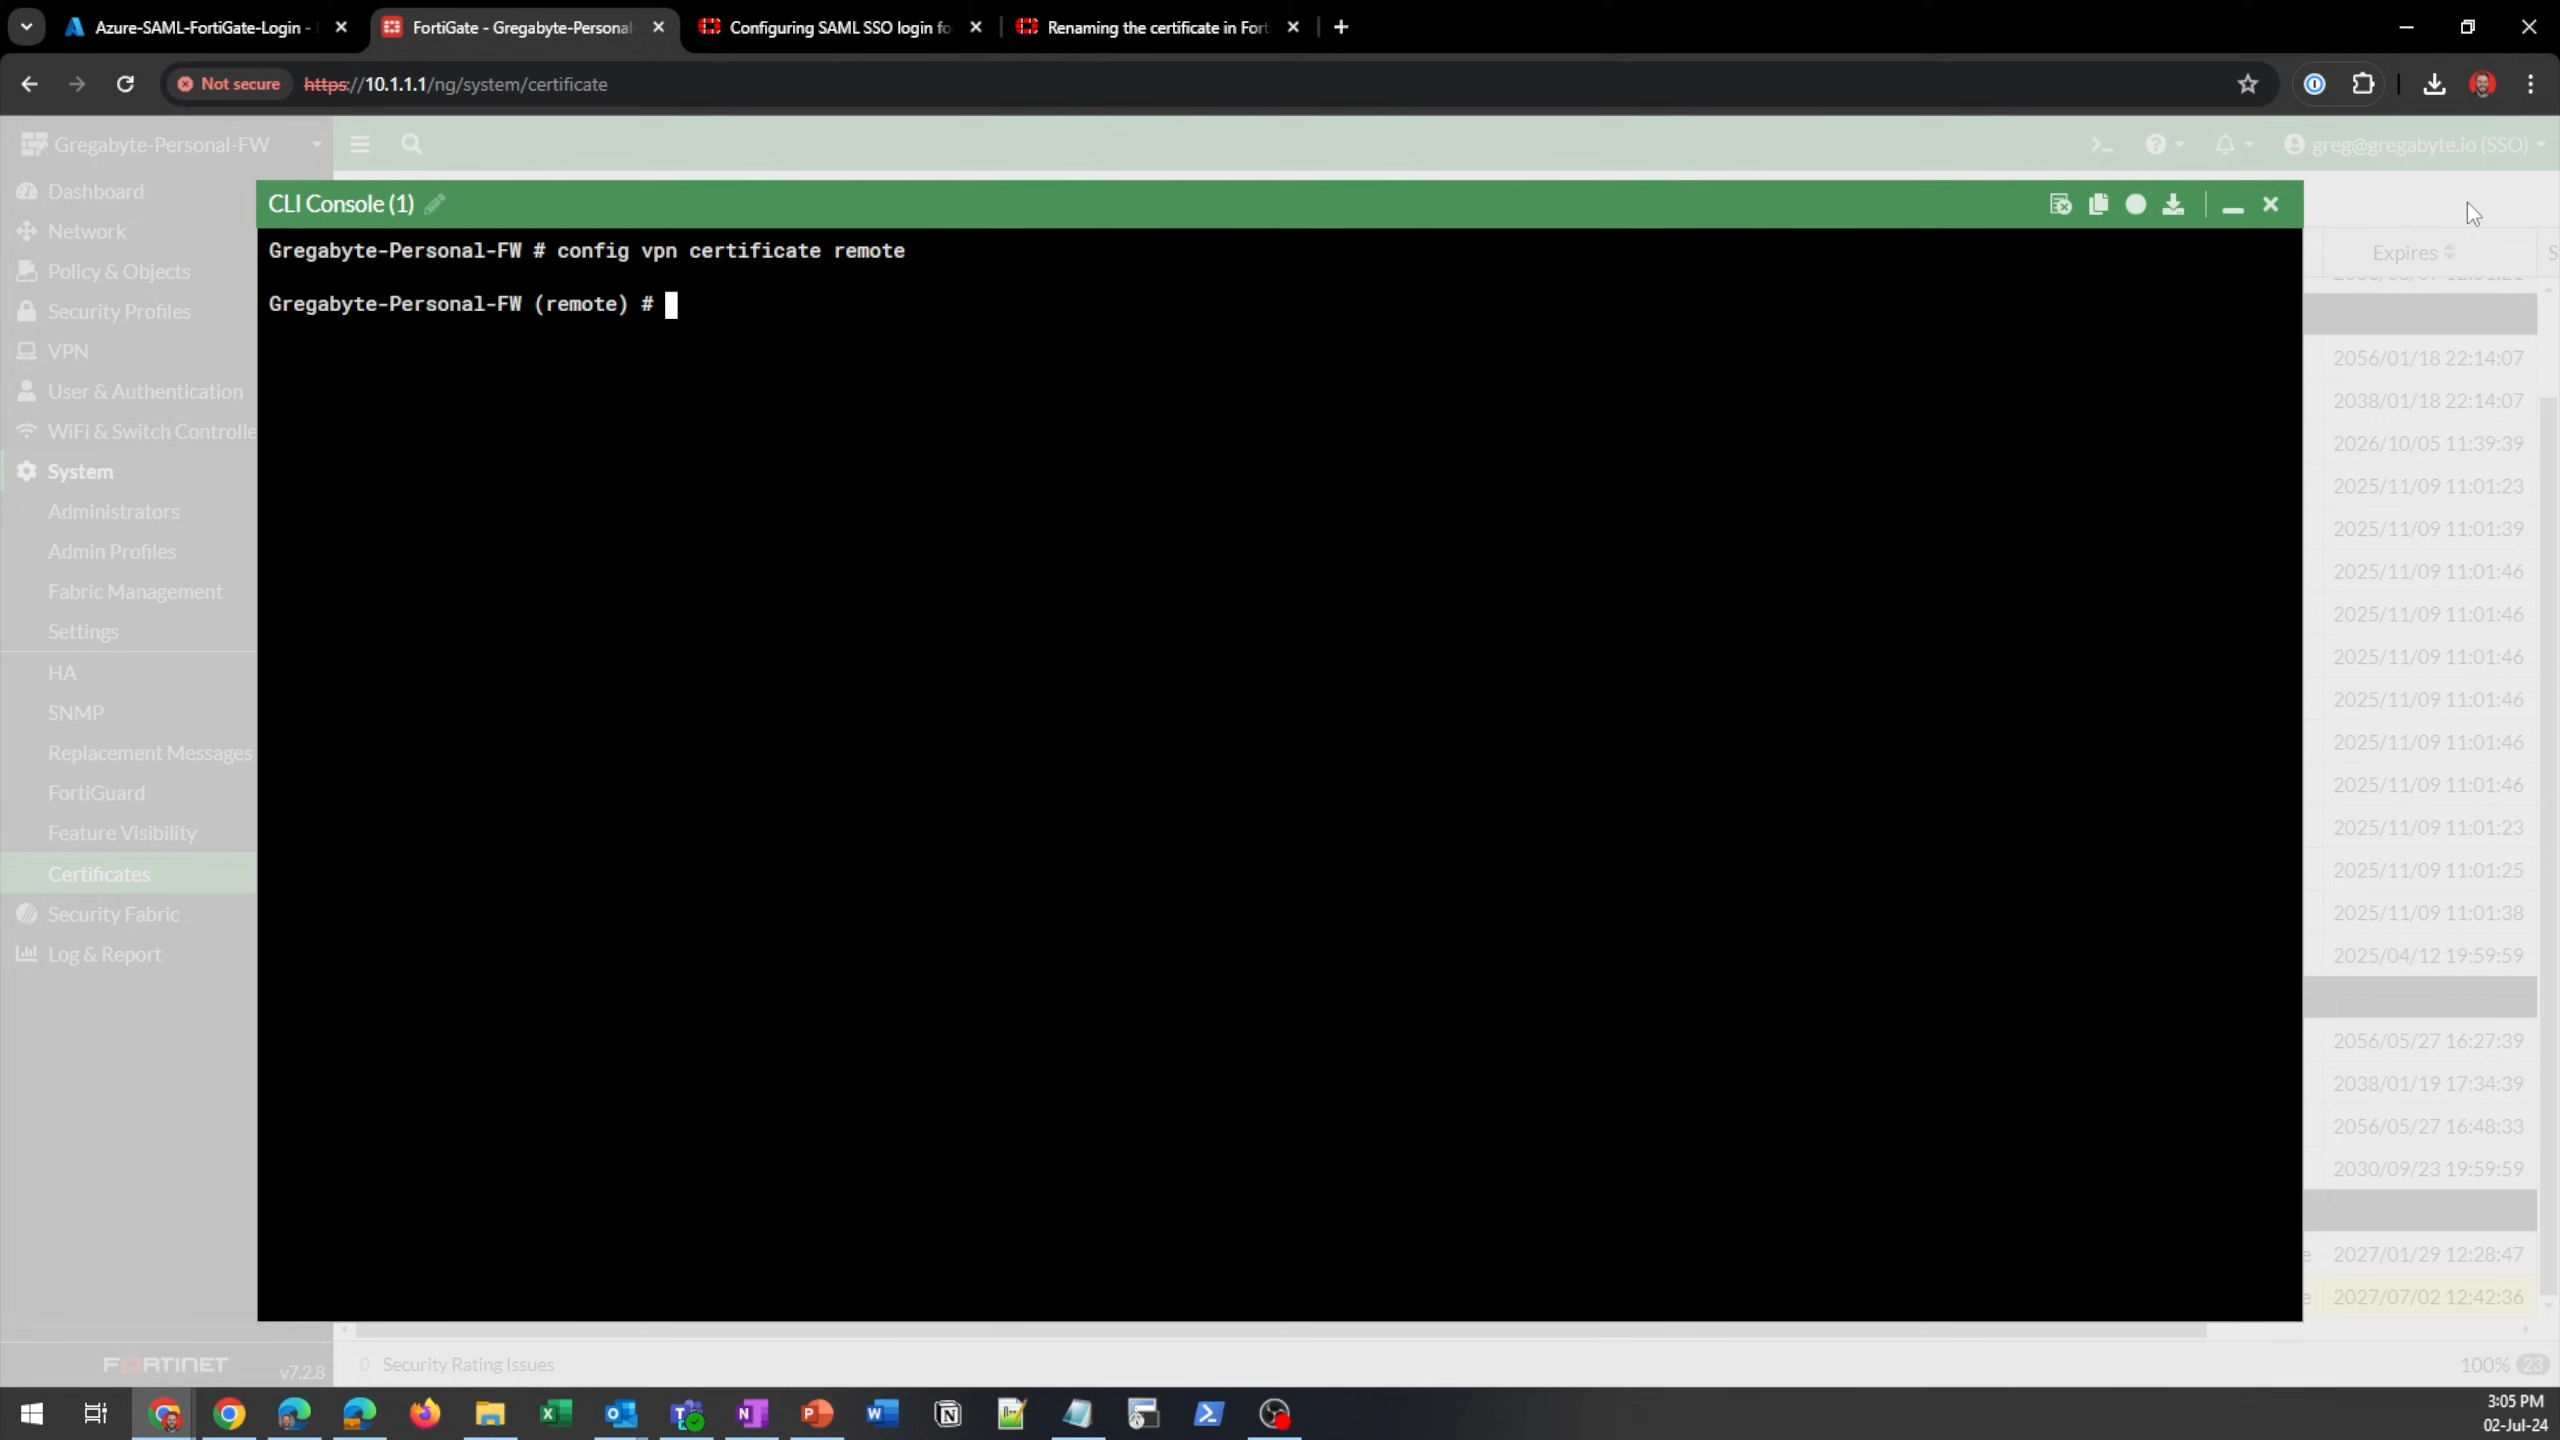 Azure-SAML-FortiGate-Login -
FortiGate - Gregabyte-Personal-
Configuring SAML SSO login fo
Renaming the certificate in Fort
Not secure
https://10.1.1.1/ng/system/certificate
Gregabyte-Personal-FW
greg@gregabyte.io (SSO)
Dashboard
Network
Policy & Objects
Security Profiles
VPN
User & Authentication
WiFi & Switch Controlle
System
Administrators
Admin Profiles
Fabric Management
Settings
HA
SNMP
Replacement Messages
FortiGuard
Feature Visibility
Certificates
Security Fabric
Log & Report
FORTINET
v7.2.8
CLI Console (1)
Gregabyte-Personal-FW # config vpn certificate remote
Gregabyte-Personal-FW (remote) #
Expires
S
2056/01/18 22:14:07
2038/01/18 22:14:07
2026/10/05 11:39:39
2025/11/09 11:01:23
2025/11/09 11:01:39
2025/11/09 11:01:46
2025/11/09 11:01:46
2025/11/09 11:01:46
2025/11/09 11:01:46
2025/11/09 11:01:46
2025/11/09 11:01:46
2025/11/09 11:01:23
2025/11/09 11:01:25
2025/11/09 11:01:38
2025/04/12 19:59:59
2056/05/27 16:27:39
2038/01/19 17:34:39
2056/05/27 16:48:33
2030/09/23 19:59:59
e 2027/01/29 12:28:47
e 2027/07/02 12:42:36
0 Security Rating Issues
100% 23
3:05 PM
02-Jul-24